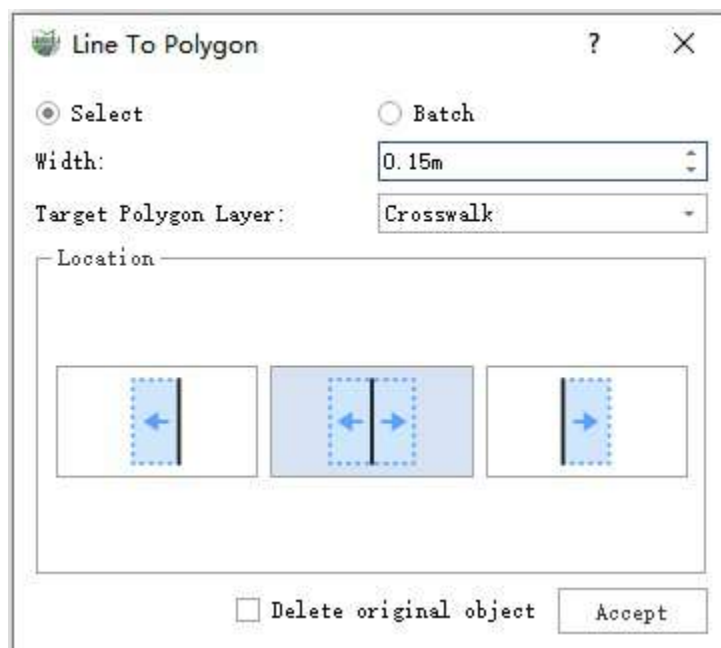 Line To Polygon ?
Select Batch
Width: 0.15m
Target Polygon Layer: Crosswalk
Location
Delete original object Accept